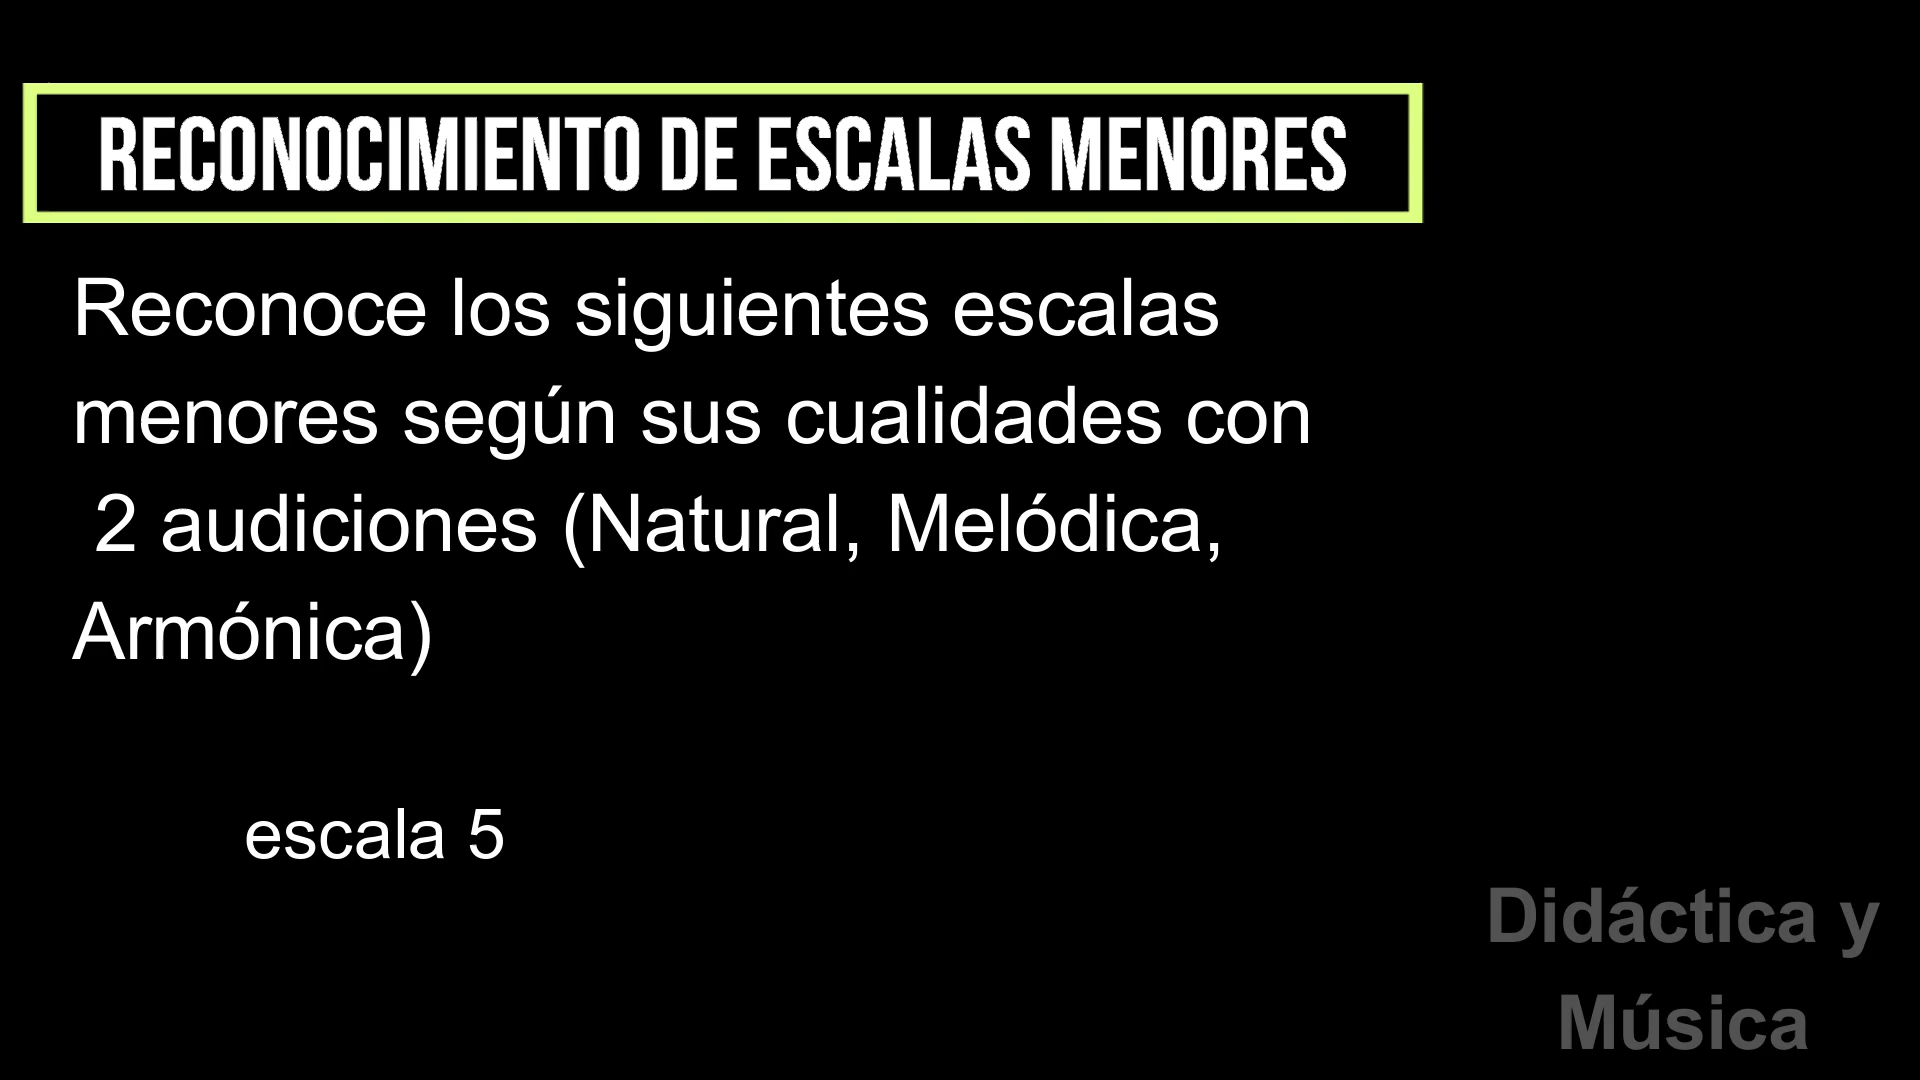 RECONOCIMIENTO DE ESCALAS MENORES
Reconoce los siguientes escalas
menores según sus cualidades con
2 audiciones (Natural, Melódica,
Armónica)
escala 5
Didáctica y
Música